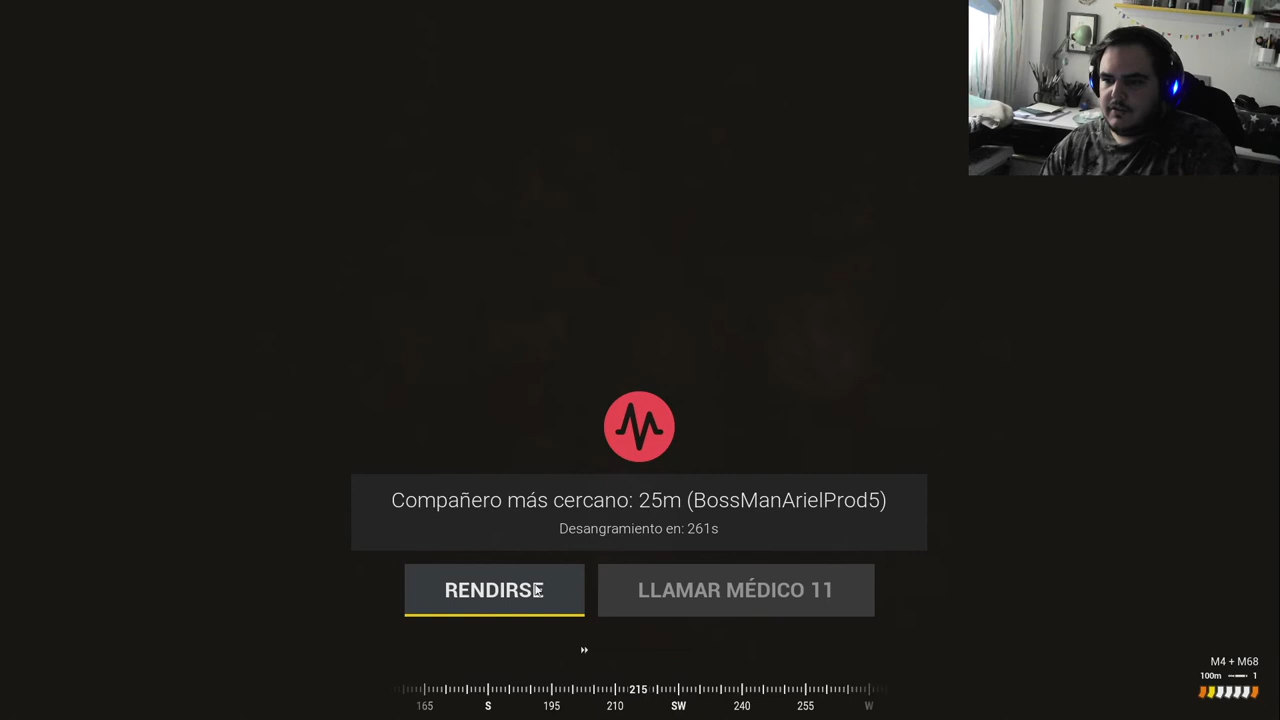 Compañero más cercano: 25m (BossManArielProd5)
Desangramiento en: 261s
RENDIRSE
LLAMAR MÉDICO 11
M4 + M68
100m 1
215
165 S 195 210 SW 240 255 W